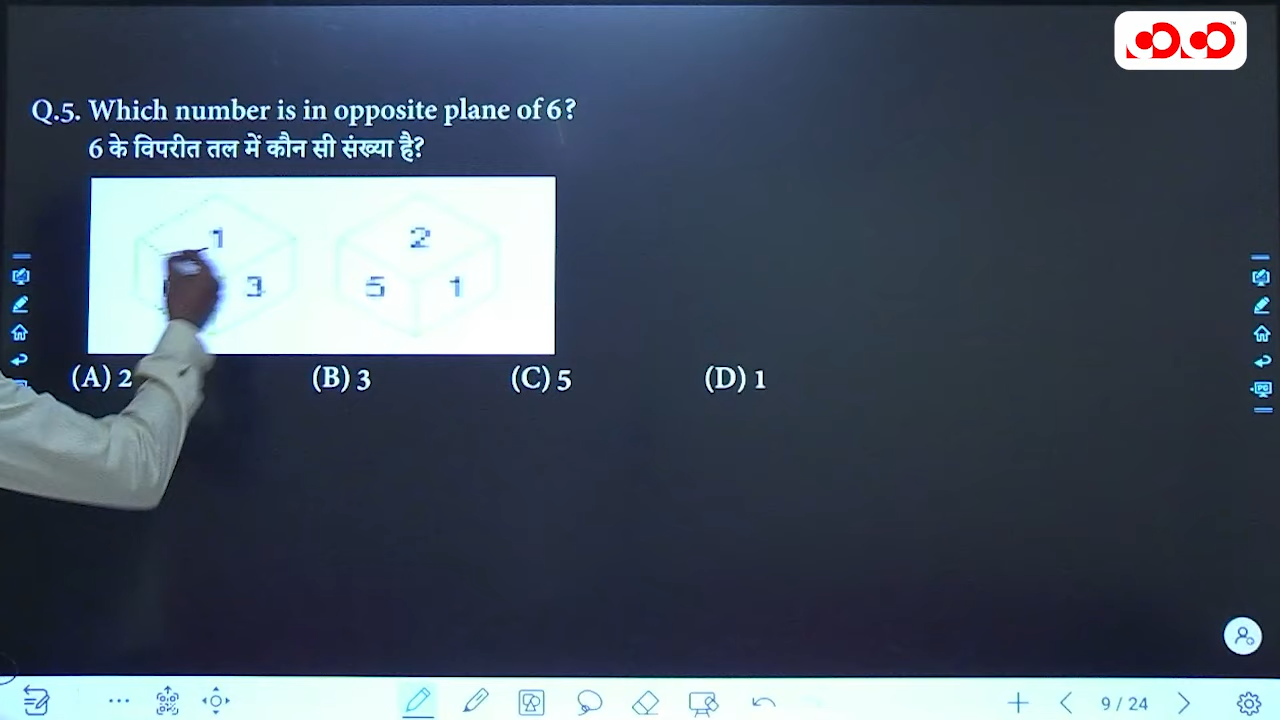 Q.5. Which number is in opposite plane of 6?
6 के विपरीत तल में कौन सी संख्या है?
1
3
2
5 1
(A) 2 (B) 3 (C) 5 (D) 1
9 / 24